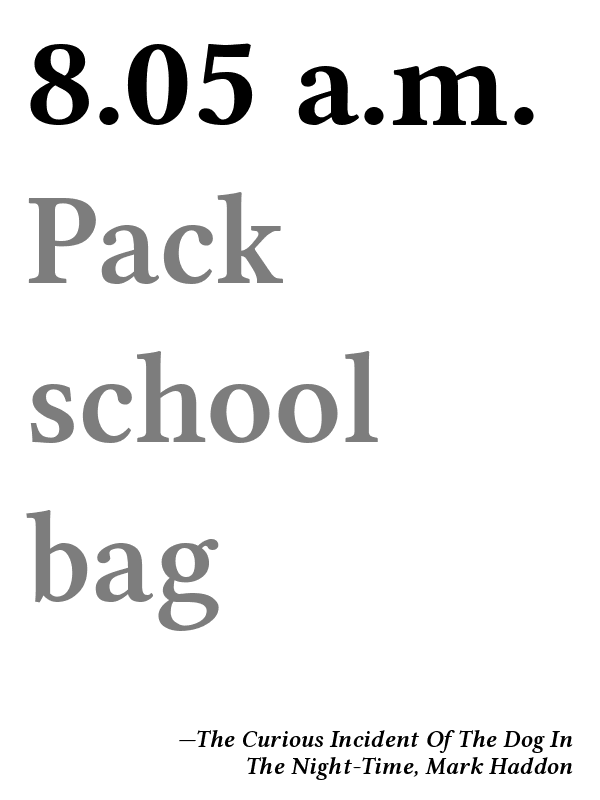 8.05 a.m.
Pack
school
bag
—The Curious Incident Of The Dog In
The Night-Time, Mark Haddon